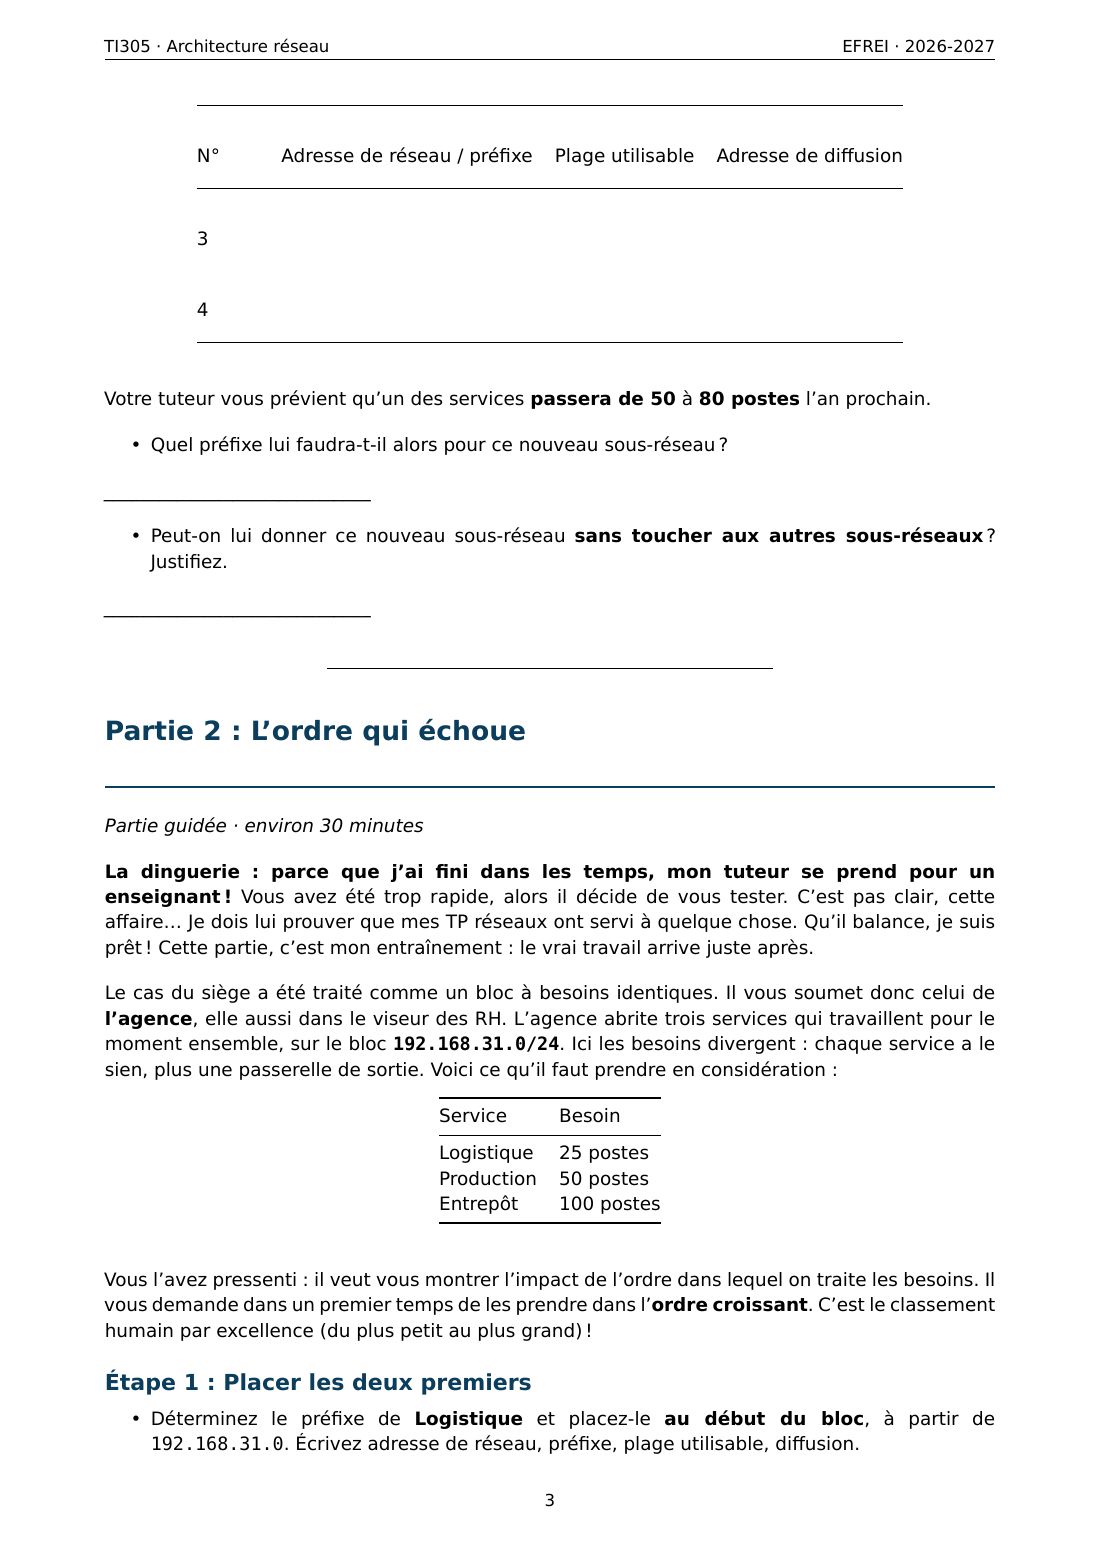 TI305 · Architecture réseau EFREI · 2026-2027
N° Adresse de réseau / préfixe Plage utilisable Adresse de diffusion
3
4
Votre tuteur vous prévient qu’un des services passera de 50 à 80 postes l’an prochain.
• Quel préfixe lui faudra-t-il alors pour ce nouveau sous-réseau ?
• Peut-on lui donner ce nouveau sous-réseau sans toucher aux autres sous-réseaux ?
Justifiez.
Partie 2 : L’ordre qui échoue
Partie guidée · environ 30 minutes
La dinguerie : parce que j’ai fini dans les temps, mon tuteur se prend pour un
enseignant ! Vous avez été trop rapide, alors il décide de vous tester. C’est pas clair, cette
affaire… Je dois lui prouver que mes TP réseaux ont servi à quelque chose. Qu’il balance, je suis
prêt ! Cette partie, c’est mon entraînement : le vrai travail arrive juste après.
Le cas du siège a été traité comme un bloc à besoins identiques. Il vous soumet donc celui de
l’agence, elle aussi dans le viseur des RH. L’agence abrite trois services qui travaillent pour le
moment ensemble, sur le bloc 192.168.31.0/24. Ici les besoins divergent : chaque service a le
sien, plus une passerelle de sortie. Voici ce qu’il faut prendre en considération :
Service Besoin
Logistique 25 postes
Production 50 postes
Entrepôt 100 postes
Vous l’avez pressenti : il veut vous montrer l’impact de l’ordre dans lequel on traite les besoins. Il
vous demande dans un premier temps de les prendre dans l’ordre croissant. C’est le classement
humain par excellence (du plus petit au plus grand) !
Étape 1 : Placer les deux premiers
• Déterminez le préfixe de Logistique et placez-le au début du bloc, à partir de
192.168.31.0. Écrivez adresse de réseau, préfixe, plage utilisable, diffusion.
3